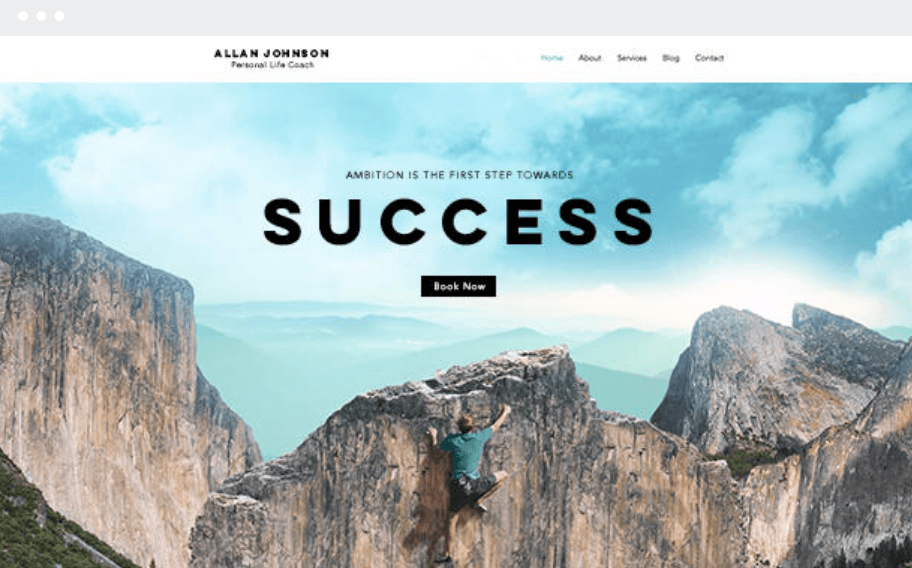 ALLAN JOHNSON
Personal Life Coach
Home About Services Blog Contact
AMBITION IS THE FIRST STEP TOWARDS
SUCCESS
Book Now